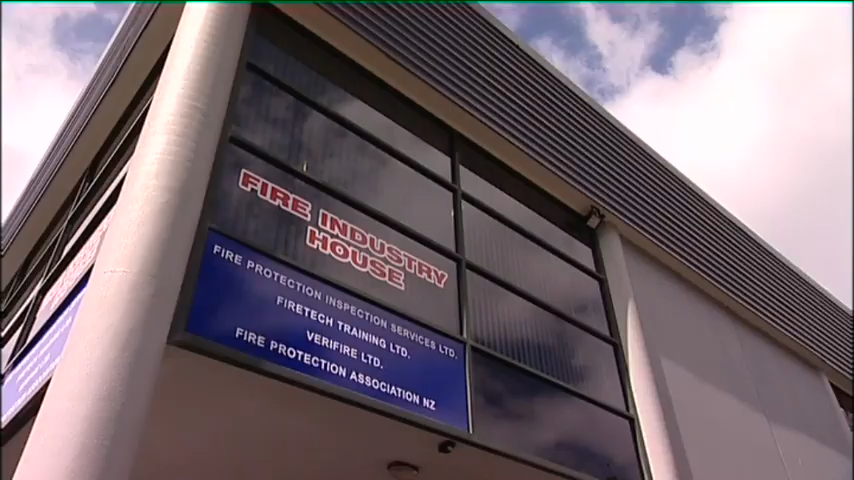 FIRE INDUSTRY
HOUSE
FIRE PROTECTION INSPECTION SERVICES LTD.
FIRETECH TRAINING LTD.
VERIFIRE LTD.
FIRE PROTECTION ASSOCIATION NZ